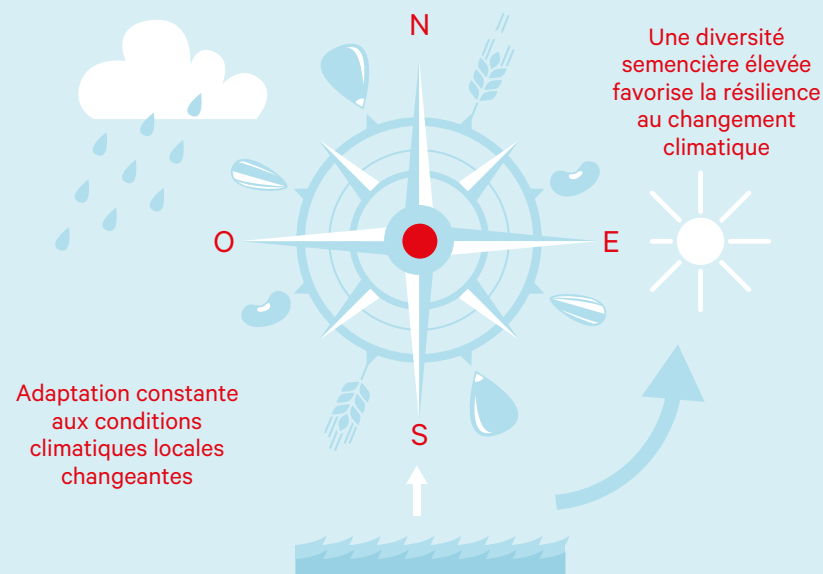 N
Une diversité
semencière élevée
favorise la résilience
au changement
climatique
O
E
Adaptation constante
aux conditions
climatiques locales
changeantes
S